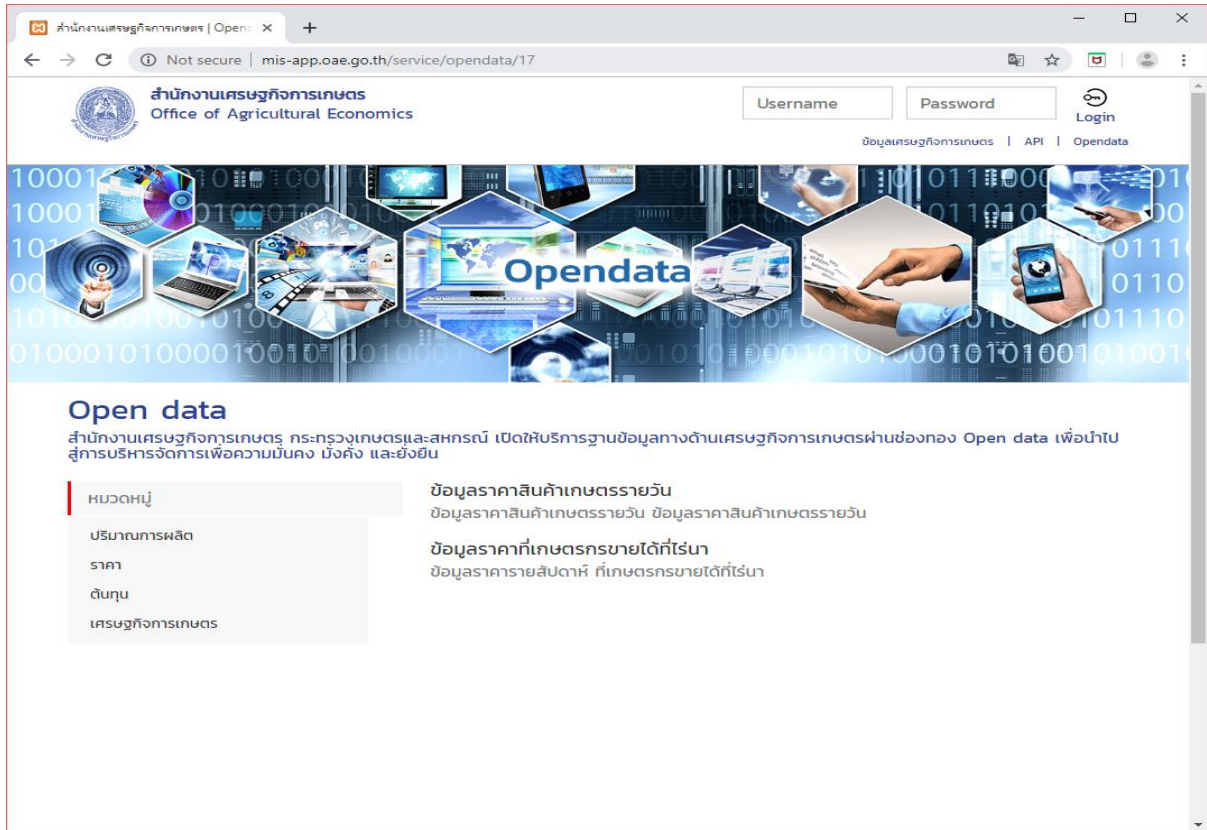 สำนักงานเศรษฐกิจการเกษตร | Openc
Not secure | mis-app.oae.go.th/service/opendata/17
สำนักงานเศรษฐกิจการเกษตร
Office of Agricultural Economics
Username Password Login
ข้อมูลเศรษฐกิจการเกษตร | API | Opendata
Opendata
Open data
สำนักงานเศรษฐกิจการเกษตร กระทรวงเกษตรและสหกรณ์ เปิดให้บริการฐานข้อมูลทางด้านเศรษฐกิจการเกษตรผ่านช่องทอง Open data เพื่อนำไป
สู่การบริหารจัดการเพื่อความมั่นคง มั่งคั่ง และยั่งยืน
หมวดหมู่
ปริมาณการผลิต
ราคา
ต้นทุน
เศรษฐกิจการเกษตร
ข้อมูลราคาสินค้าเกษตรรายวัน
ข้อมูลราคาสินค้าเกษตรรายวัน ข้อมูลราคาสินค้าเกษตรรายวัน
ข้อมูลราคาที่เกษตรกรขายได้ที่ไร่นา
ข้อมูลราคารายสัปดาห์ ที่เกษตรกรขายได้ที่ไร่นา